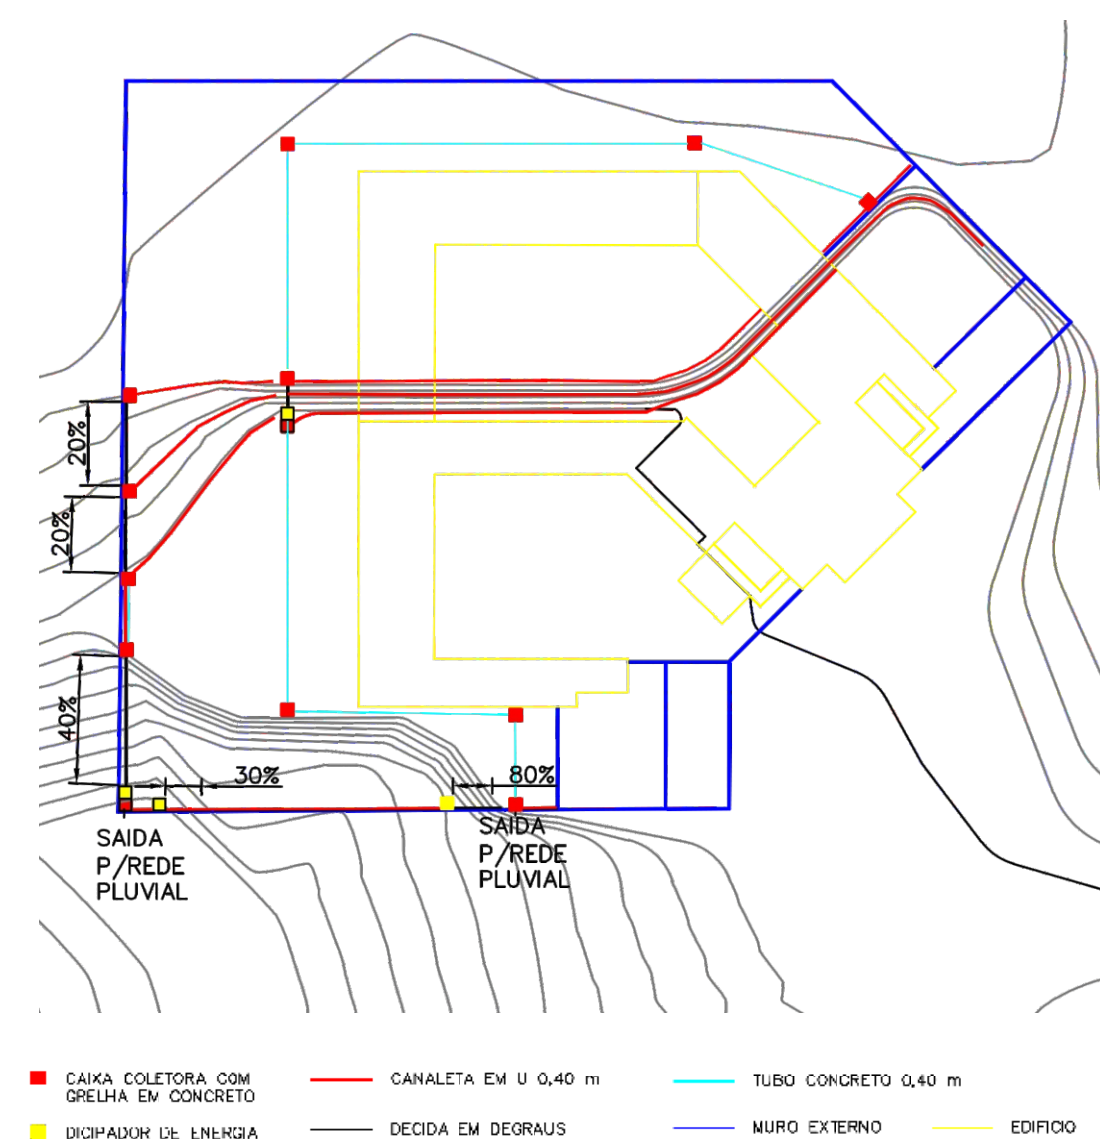 20%
20%
40%
30%
80%
SAIDA
P/REDE
PLUVIAL
SAIDA
P/REDE
PLUVIAL
CAIXA COLETORA COM
GRELHA EM CONCRETO
CANALETA EM U 0,40 m
TUBO CONCRETO 0,40 m
DICIPADOR DE ENERGIA
DECIDA EM DEGRAUS
MURO EXTERNO
EDIFICIO